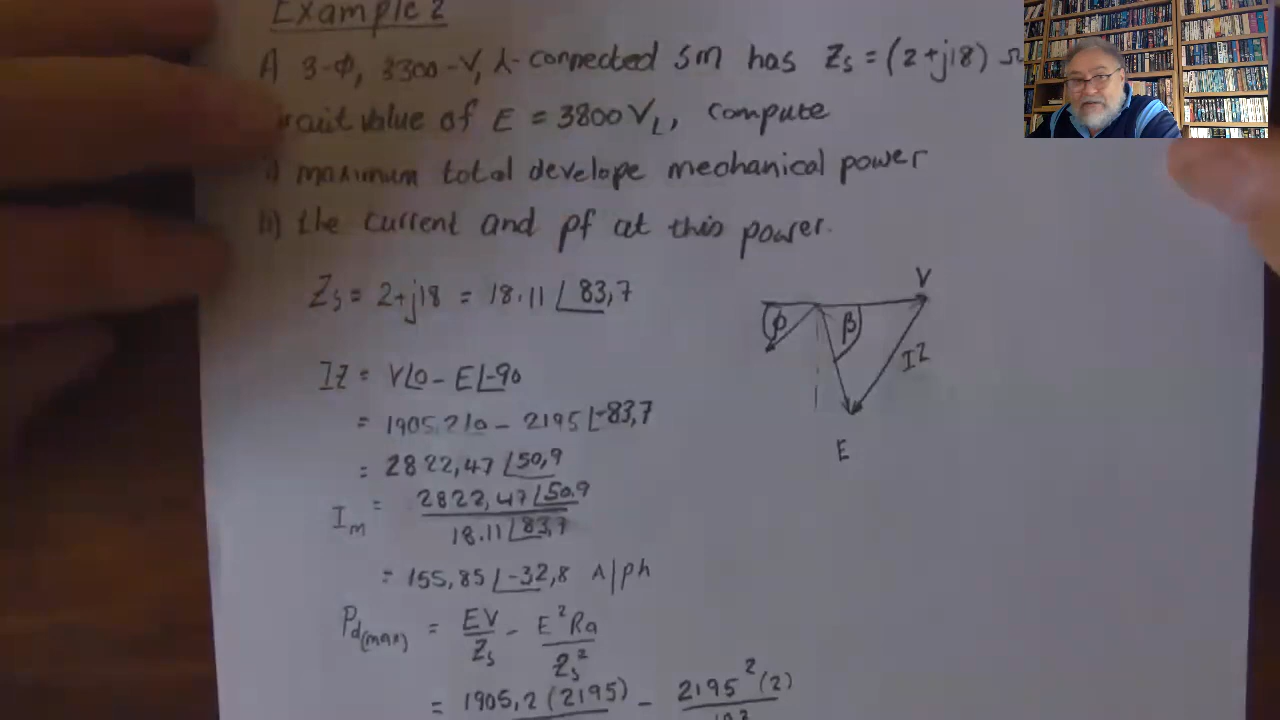 Example 2
A 3-Φ, 3300-V, λ-connected SM has Zs = (2+j18) Ω
value of E = 3800 VL, compute
maximum total develope mechanical power
b) the current and pf at this power.
Zs = 2+j18 = 18.11 ∠83,7
IZ = V∠0 - E∠-90
= 1905.2∠0 - 2195∠-83,7
= 2822,47∠50,9
Im = 2822,47∠50.9 / 18.11∠83,7
= 155,85∠-32,8 A/ph
Pd(max) = EV/Zs - E²Ra/Zs²
= 1905,2(2195) - 2195²(2)
V
ϕ
β
IZ
E